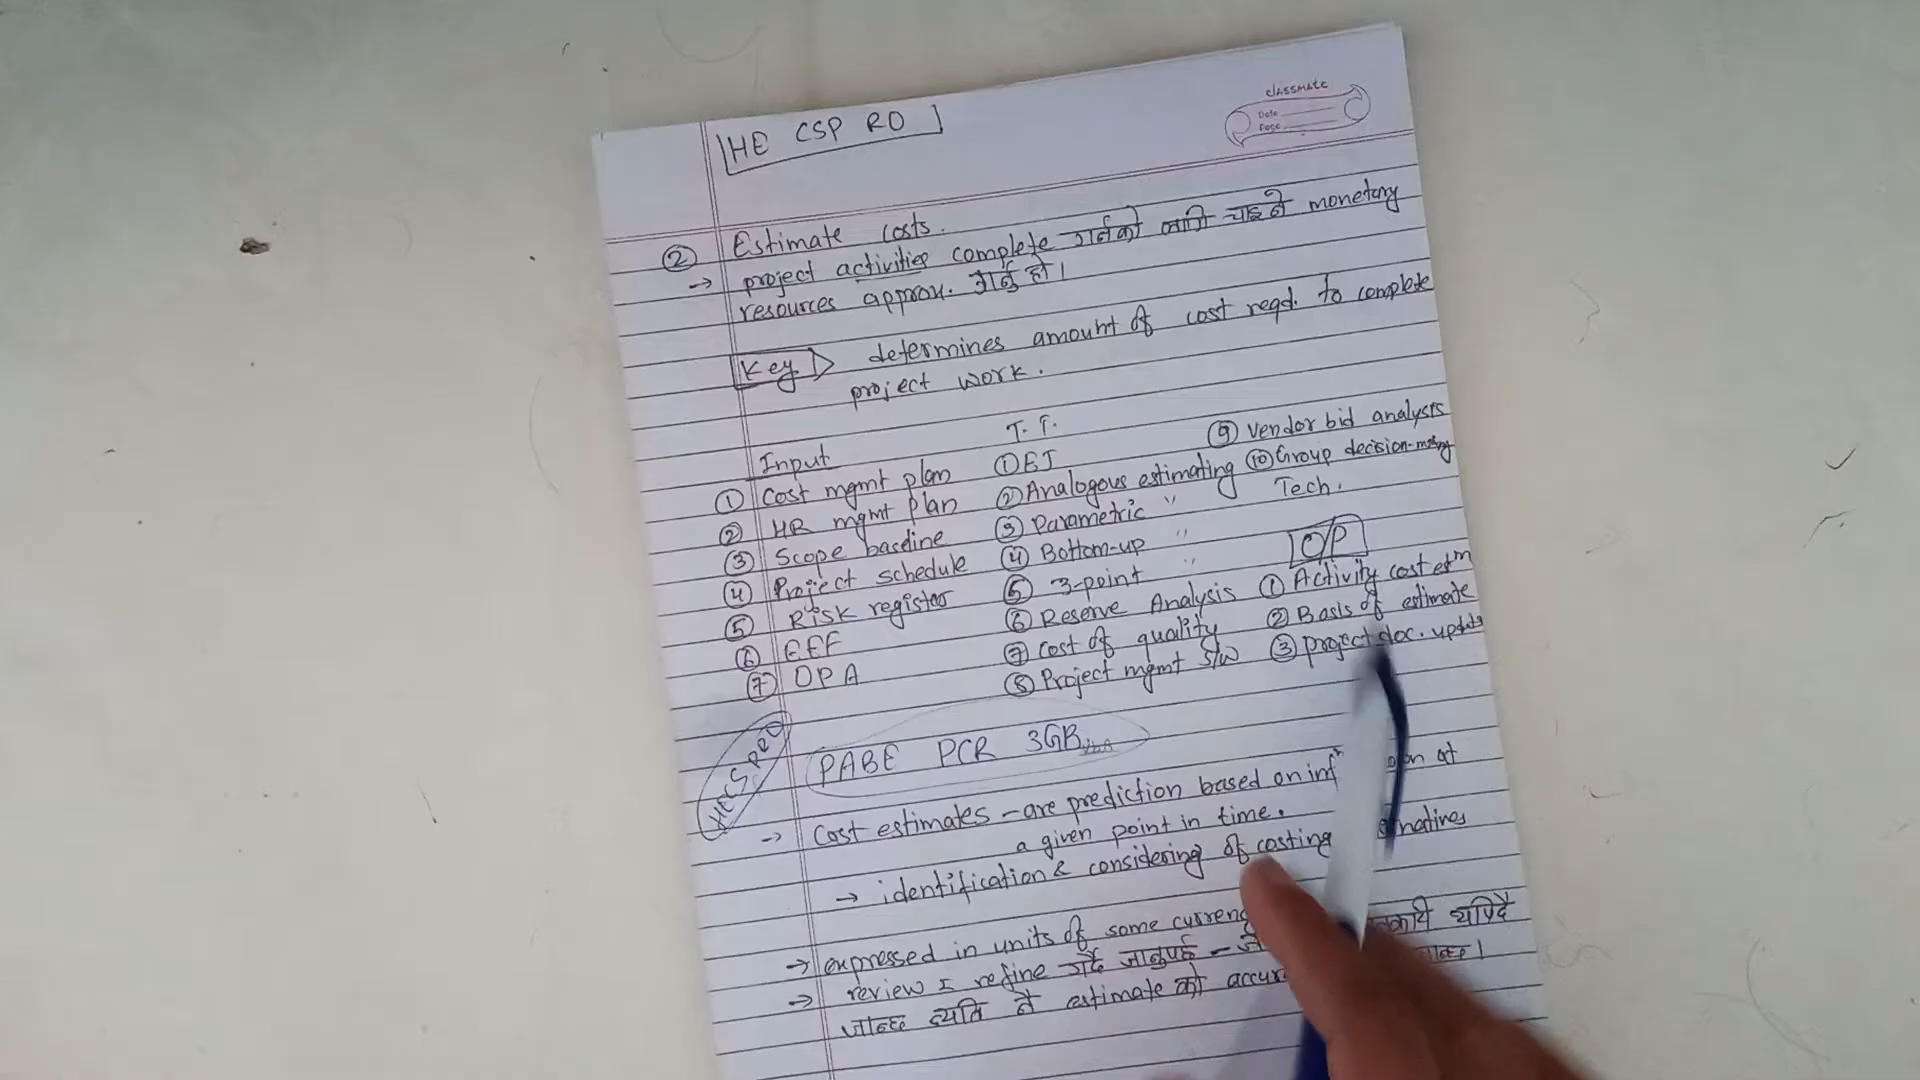 HE CSP RO
classmate
Date
Page
② Estimate costs.
→ project activities complete गर्नको लागि चाहने monetary
resources approx. गर्नु हो।
Key determines amount of cost reqd. to complete
project work.
Input
① Cost mgmt plan
② HR mgmt plan
③ Scope baseline
④ Project schedule
⑤ Risk register
⑥ EEF
⑦ OPA
T. T.
① EJ
② Analogous estimating
③ Parametric "
④ Bottom-up "
⑤ 3-point "
⑥ Reserve Analysis
⑦ Cost of quality
⑧ Project mgmt S/W
⑨ Vendor bid analysis
⑩ Group decision-making
Tech.
O/P
① Activity cost estm
② Basis of estimate
③ project doc. update
HECSPRO
PABE PCR 3GB
→ Cost estimates - are prediction based on at
a given point in time.
→ identification & considering of costing
→ expressed in units of some
→ review र refine गर्दै जानुपर्छ -
जान्छ त्यति नै estimate को